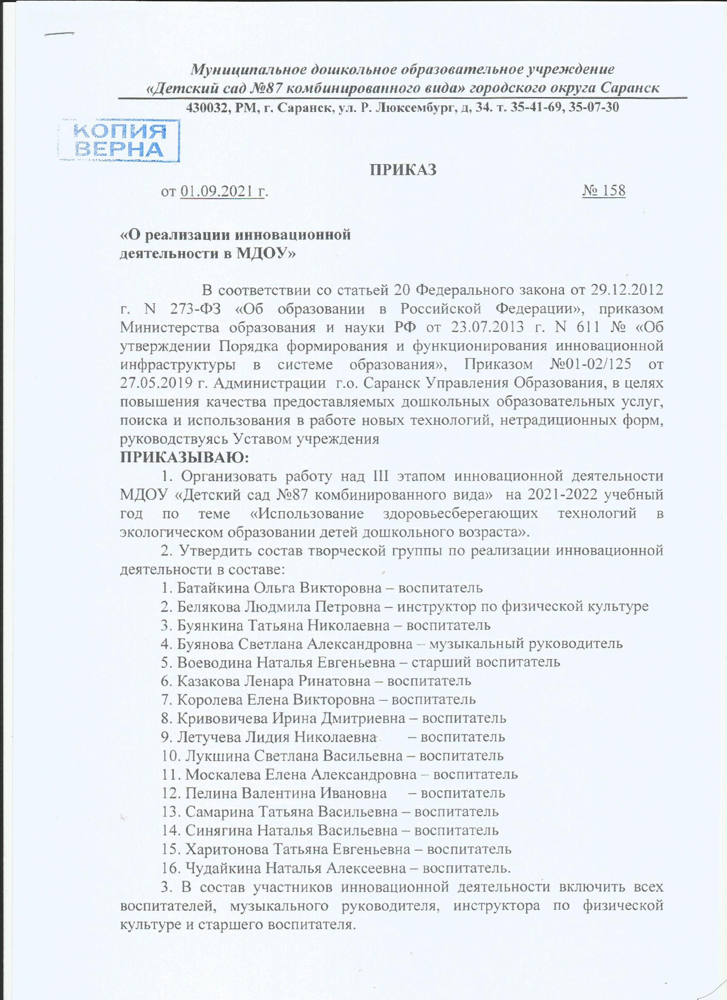 Муниципальное дошкольное образовательное учреждение
«Детский сад №87 комбинированного вида» городского округа Саранск
430032, РМ, г. Саранск, ул. Р. Люксембург, д, 34. т. 35-41-69, 35-07-30
КОПИЯ
ВЕРНА
ПРИКАЗ
от 01.09.2021 г. № 158
«О реализации инновационной
деятельности в МДОУ»
В соответствии со статьей 20 Федерального закона от 29.12.2012
г. N 273-ФЗ «Об образовании в Российской Федерации», приказом
Министерства образования и науки РФ от 23.07.2013 г. N 611 № «Об
утверждении Порядка формирования и функционирования инновационной
инфраструктуры в системе образования», Приказом №01-02/125 от
27.05.2019 г. Администрации г.о. Саранск Управления Образования, в целях
повышения качества предоставляемых дошкольных образовательных услуг,
поиска и использования в работе новых технологий, нетрадиционных форм,
руководствуясь Уставом учреждения
ПРИКАЗЫВАЮ:
1. Организовать работу над III этапом инновационной деятельности
МДОУ «Детский сад №87 комбинированного вида» на 2021-2022 учебный
год по теме «Использование здоровьесберегающих технологий в
экологическом образовании детей дошкольного возраста».
2. Утвердить состав творческой группы по реализации инновационной
деятельности в составе:
1. Батайкина Ольга Викторовна – воспитатель
2. Белякова Людмила Петровна – инструктор по физической культуре
3. Буянкина Татьяна Николаевна – воспитатель
4. Буянова Светлана Александровна – музыкальный руководитель
5. Воеводина Наталья Евгеньевна – старший воспитатель
6. Казакова Ленара Ринатовна – воспитатель
7. Королева Елена Викторовна – воспитатель
8. Кривовичева Ирина Дмитриевна – воспитатель
9. Летучева Лидия Николаевна – воспитатель
10. Лукшина Светлана Васильевна – воспитатель
11. Москалева Елена Александровна – воспитатель
12. Пелина Валентина Ивановна – воспитатель
13. Самарина Татьяна Васильевна – воспитатель
14. Синягина Наталья Васильевна – воспитатель
15. Харитонова Татьяна Евгеньевна – воспитатель
16. Чудайкина Наталья Алексеевна – воспитатель.
3. В состав участников инновационной деятельности включить всех
воспитателей, музыкального руководителя, инструктора по физической
культуре и старшего воспитателя.